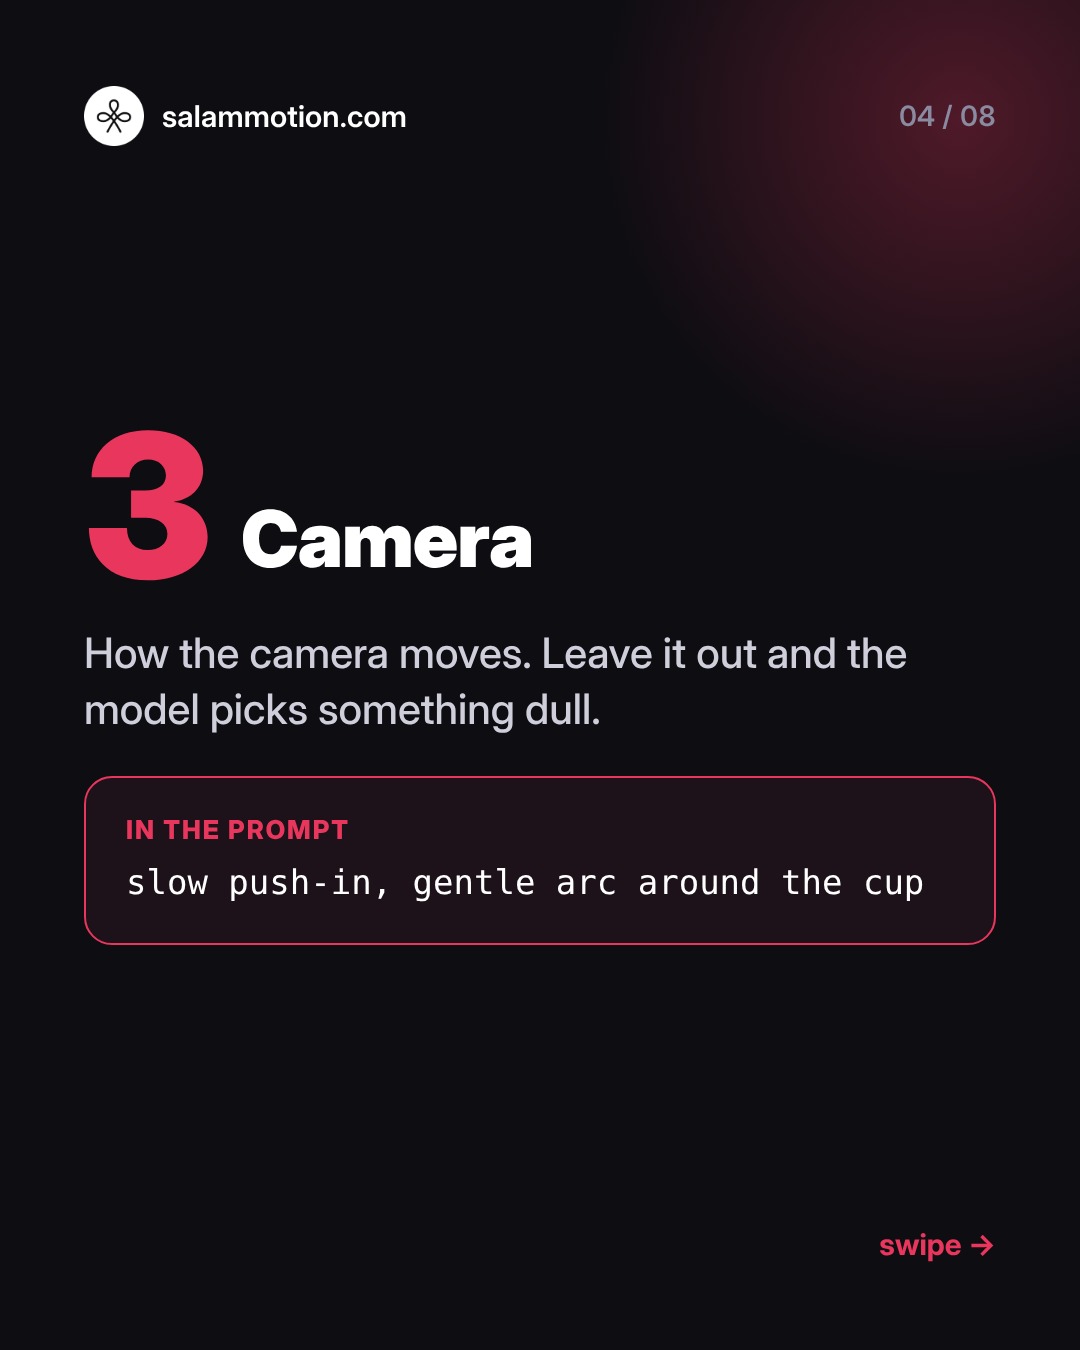 salammotion.com
04 / 08
3 Camera
How the camera moves. Leave it out and the
model picks something dull.
IN THE PROMPT
slow push-in, gentle arc around the cup
swipe →